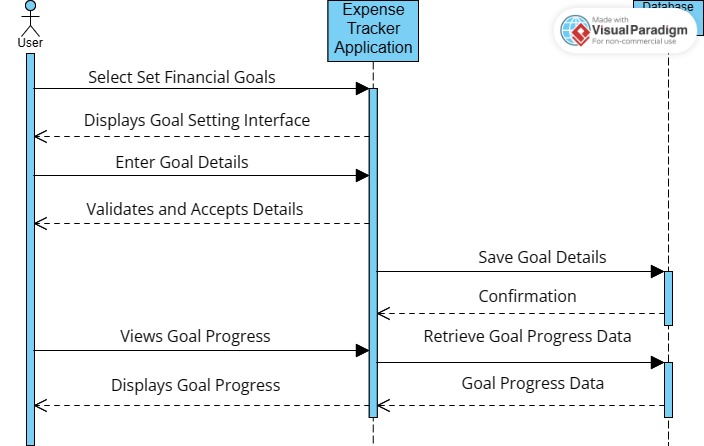 Expense
Tracker
Application
Database
Made with
VisualParadigm
For non-commercial use
User
Select Set Financial Goals
Displays Goal Setting Interface
Enter Goal Details
Validates and Accepts Details
Save Goal Details
Confirmation
Views Goal Progress
Retrieve Goal Progress Data
Displays Goal Progress
Goal Progress Data